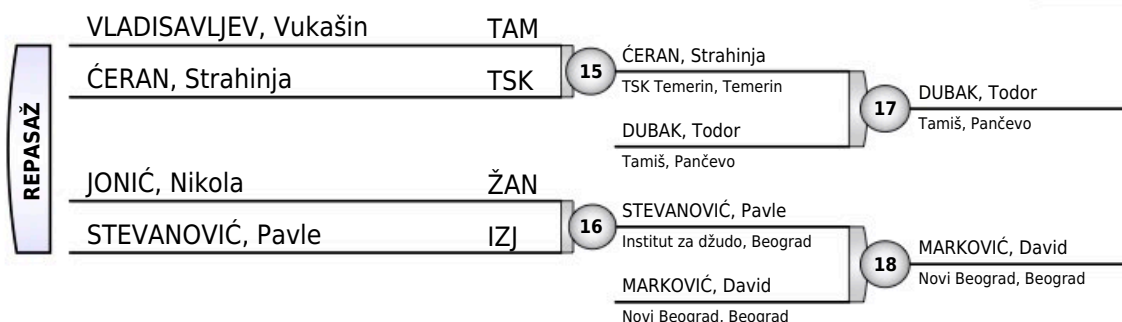 REPASAŽ
VLADISAVLJEV, Vukašin TAM
ĆERAN, Strahinja TSK
15
ĆERAN, Strahinja
TSK Temerin, Temerin
DUBAK, Todor
Tamiš, Pančevo
17
DUBAK, Todor
Tamiš, Pančevo
JONIĆ, Nikola ŽAN
STEVANOVIĆ, Pavle IZJ
16
STEVANOVIĆ, Pavle
Institut za džudo, Beograd
MARKOVIĆ, David
Novi Beograd, Beograd
18
MARKOVIĆ, David
Novi Beograd, Beograd